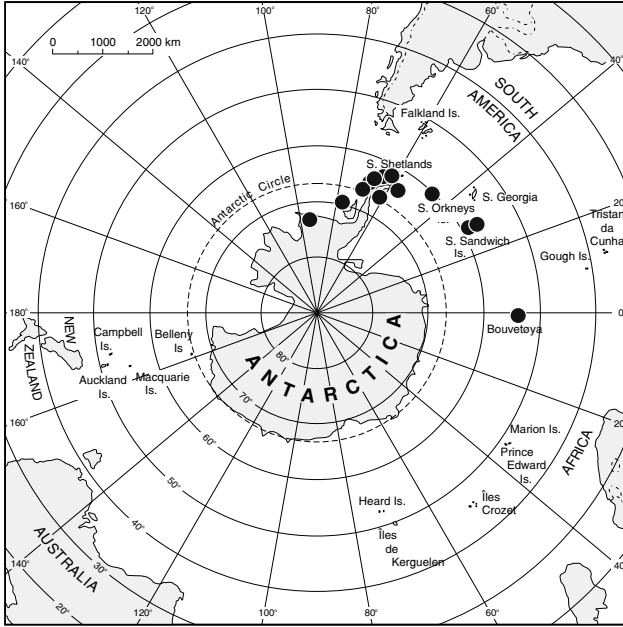 120°
100°
80°
60°
0 1000 2000 km
140°
40°
SOUTH
AMERICA
Falkland Is.
S. Shetlands
Antarctic Circle
160°
20°
S. Orkneys
S. Georgia
Tristan
da
Cunha
S. Sandwich
Is.
Gough Is.
180°
0
NEW
ZEALAND
Campbell
Is.
Belleny
Is
Bouvetøya
Auckland
Is.
Macquarie
Is.
ANTARCTICA
80°
70°
60°
50°
40°
30°
20°
160°
20
Marion Is.
Prince
Edward
Is.
AFRICA
Heard Is.
Îles
Crozet
Îles
de
Kerguelen
AUSTRALIA
140°
40
120°
100°
80°
60°